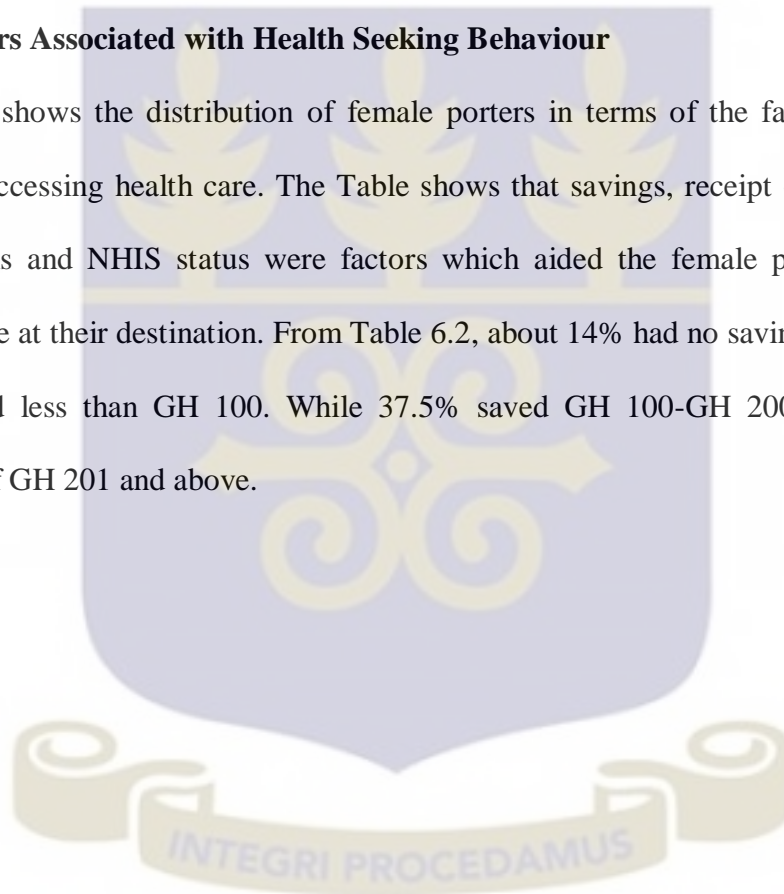 rs Associated with Health Seeking Behaviour
shows the distribution of female porters in terms of the fa
ccessing health care. The Table shows that savings, receipt
s and NHIS status were factors which aided the female p
e at their destination. From Table 6.2, about 14% had no savin
d less than GH 100. While 37.5% saved GH 100-GH 200
f GH 201 and above.
INTEGRI PROCEDAMUS